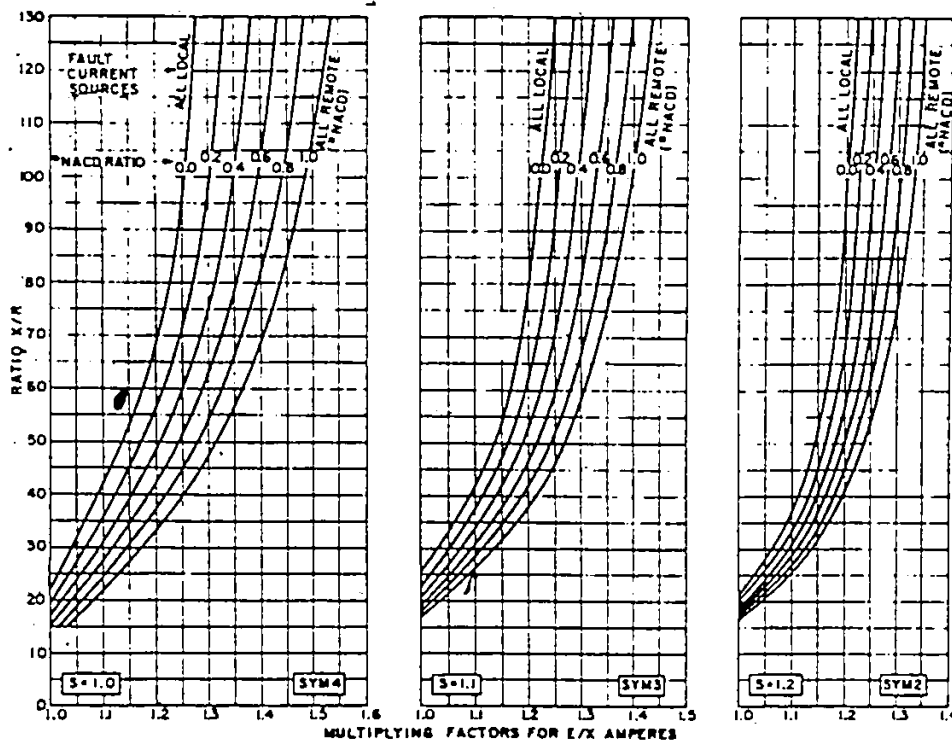 130
120
110
100
90
80
70
60
50
40
30
20
10
0
RATIO X/R
FAULT
CURRENT
SOURCES
*NACD RATIO
ALL LOCAL
ALL REMOTE
(*NACD)
0.0 0.2 0.4 0.6 0.8 1.0
S=1.0
SYM4
1.0 1.1 1.2 1.3 1.4 1.5 1.6
ALL LOCAL
ALL REMOTE
(*NACD)
0.0 0.2 0.4 0.6 0.8 1.0
S=1.1
SYM3
1.0 1.1 1.2 1.3 1.4 1.5
ALL LOCAL
ALL REMOTE
(*NACD)
0.0 0.2 0.4 0.6 0.8 1.0
S=1.2
SYM2
1.0 1.1 1.2 1.3 1.4
MULTIPLYING FACTORS FOR E/X AMPERES